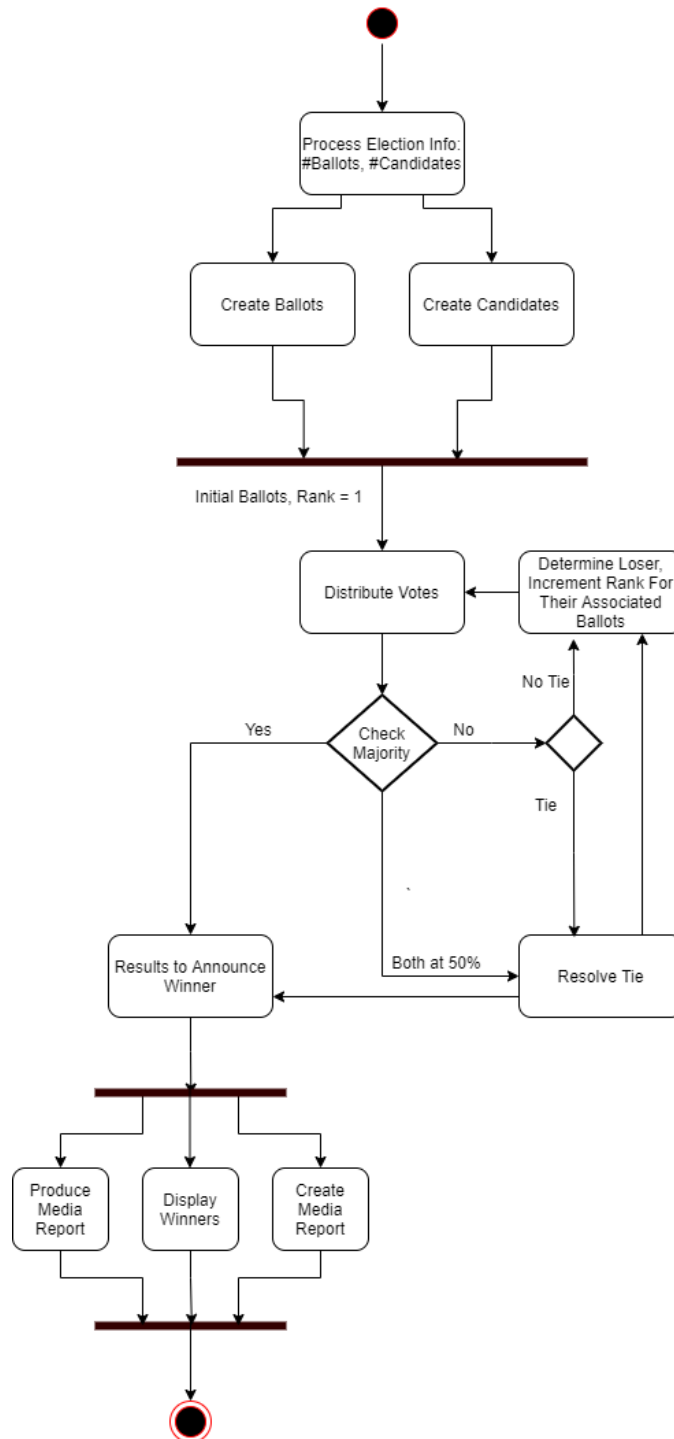 Process Election Info:
#Ballots, #Candidates
Create Ballots
Create Candidates
Initial Ballots, Rank = 1
Distribute Votes
Determine Loser,
Increment Rank For
Their Associated
Ballots
No Tie
Yes
Check
Majority
No
Tie
Results to Announce
Winner
Both at 50%
Resolve Tie
Produce
Media
Report
Display
Winners
Create
Media
Report